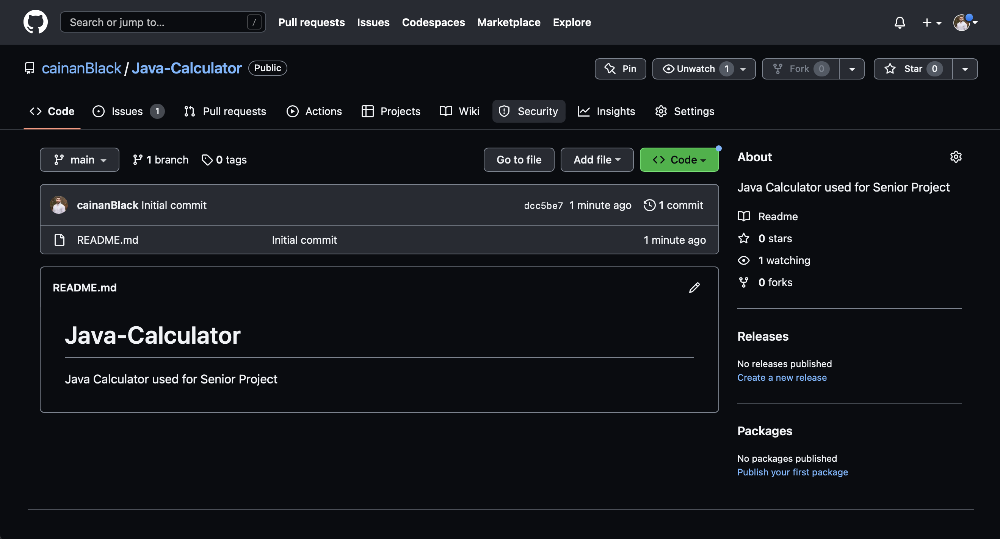 Search or jump to... / Pull requests Issues Codespaces Marketplace Explore
cainanBlack / Java-Calculator Public Pin Unwatch 1 Fork 0 Star 0
Code Issues 1 Pull requests Actions Projects Wiki Security Insights Settings
main 1 branch 0 tags Go to file Add file Code
cainanBlack Initial commit dcc5be7 1 minute ago 1 commit
README.md Initial commit 1 minute ago
README.md
Java-Calculator
Java Calculator used for Senior Project
About
Java Calculator used for Senior Project
Readme
0 stars
1 watching
0 forks
Releases
No releases published
Create a new release
Packages
No packages published
Publish your first package